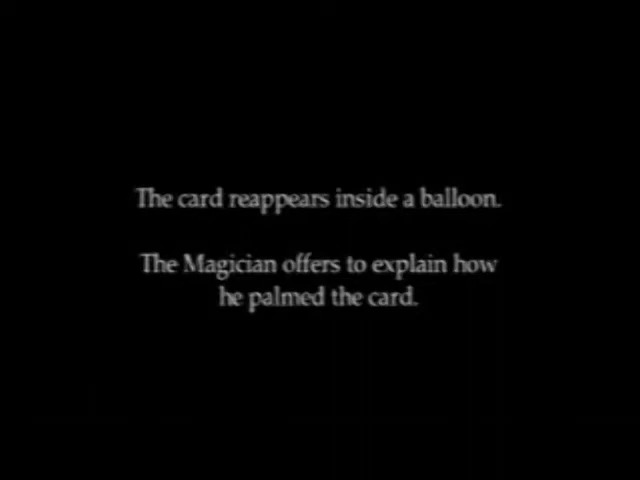 The card reappears inside a balloon.
The Magician offers to explain how
he palmed the card.